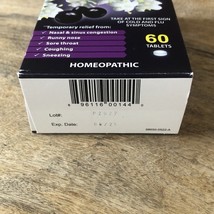 Temporary relief from:
Nasal & sinus congestion
Runny nose
Sore throat
Coughing
Sneezing
TAKE AT THE FIRST SIGN
OF COLD AND FLU
SYMPTOMS
60
TABLETS
HOMEOPATHIC
96116 00144
Lot#:
Exp. Date: